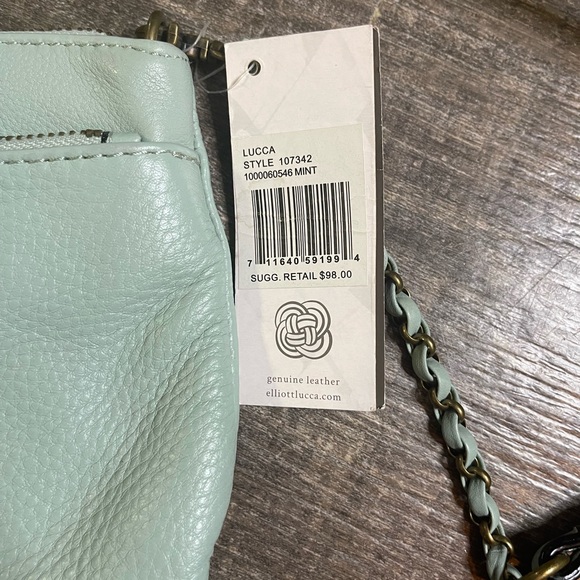 LUCCA
STYLE 107342
1000060546 MINT
7 11640 59199 4
SUGG. RETAIL $98.00
genuine leather
elliottlucca.com